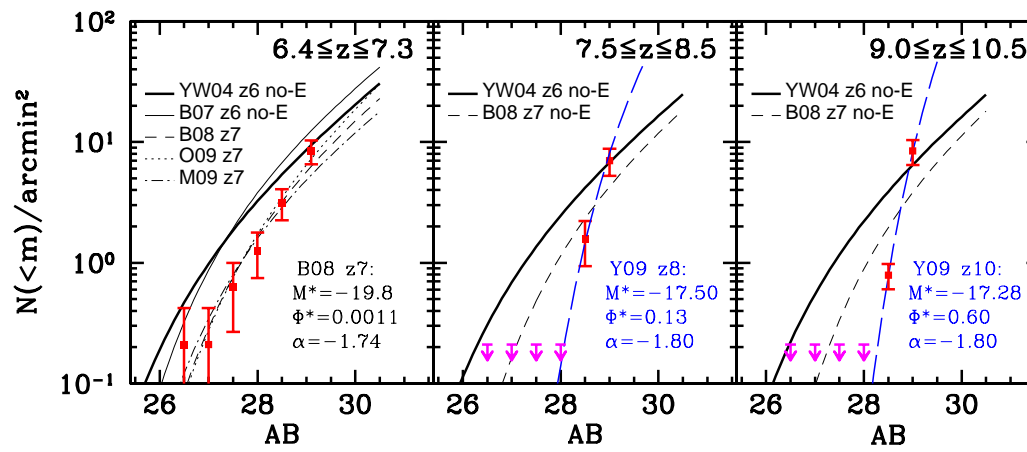 10²
10¹
10⁰
10⁻¹
N(<m)/arcmin²
6.4≤z≤7.3
YW04 z6 no-E
B07 z6 no-E
B08 z7
O09 z7
M09 z7
B08 z7:
M*=−19.8
Φ*=0.0011
α=−1.74
26 28 30
AB
7.5≤z≤8.5
YW04 z6 no-E
B08 z7 no-E
Y09 z8:
M*=−17.50
Φ*=0.13
α=−1.80
26 28 30
AB
9.0≤z≤10.5
YW04 z6 no-E
B08 z7 no-E
Y09 z10:
M*=−17.28
Φ*=0.60
α=−1.80
26 28 30
AB